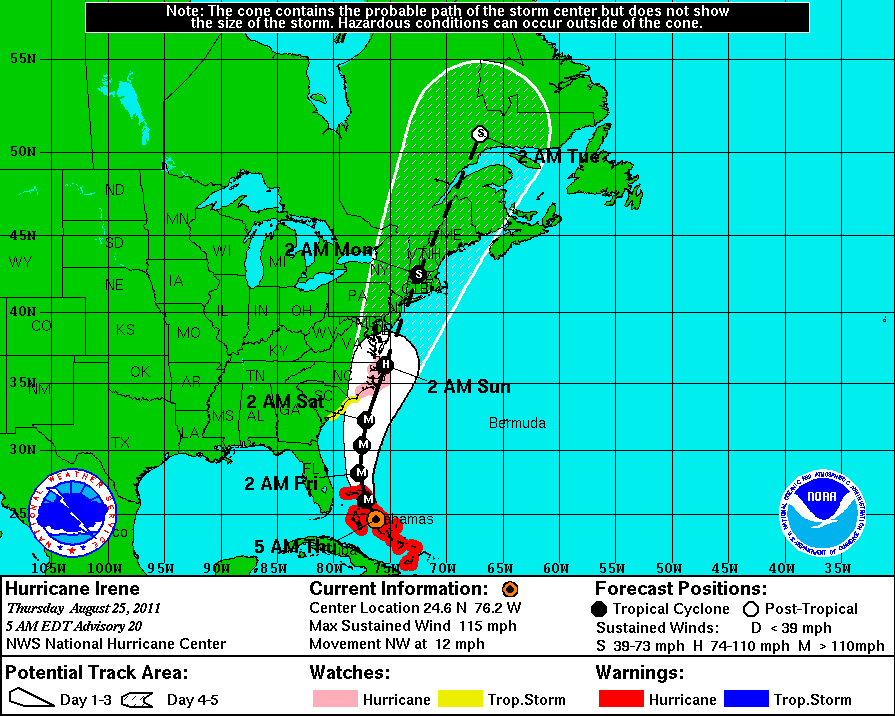 Note: The cone contains the probable path of the storm center but does not show
the size of the storm. Hazardous conditions can occur outside of the cone.
55N
50N
2 AM Tue
ND
MN
45N
ME
SD
WI
2 AM Mon
NH
WY
MI
NY
NE
IA
PA
40N
IL
IN
OH
CO
KS
MO
WV
VA
KY
OK
TN
NC
35N
NM
AR
2 AM Sun
SC
2 AM Sat
MS
AL
GA
Bermuda
LA
TX
30N
FL
2 AM Fri
NATIONAL WEATHER SERVICE
NOAA
25
Bahamas
5 AM Thu
105W
100W
95W
90W
85W
80W
75W
70W
65W
60W
55W
50W
45W
40W
35W
S
S
H
M
M
M
M
Hurricane Irene
Thursday August 25, 2011
5 AM EDT Advisory 20
NWS National Hurricane Center
Current Information:
Center Location 24.6 N 76.2 W
Max Sustained Wind 115 mph
Movement NW at 12 mph
Forecast Positions:
Tropical Cyclone Post-Tropical
Sustained Winds: D < 39 mph
S 39-73 mph H 74-110 mph M > 110mph
Potential Track Area:
Day 1-3 Day 4-5
Watches:
Hurricane Trop.Storm
Warnings:
Hurricane Trop.Storm